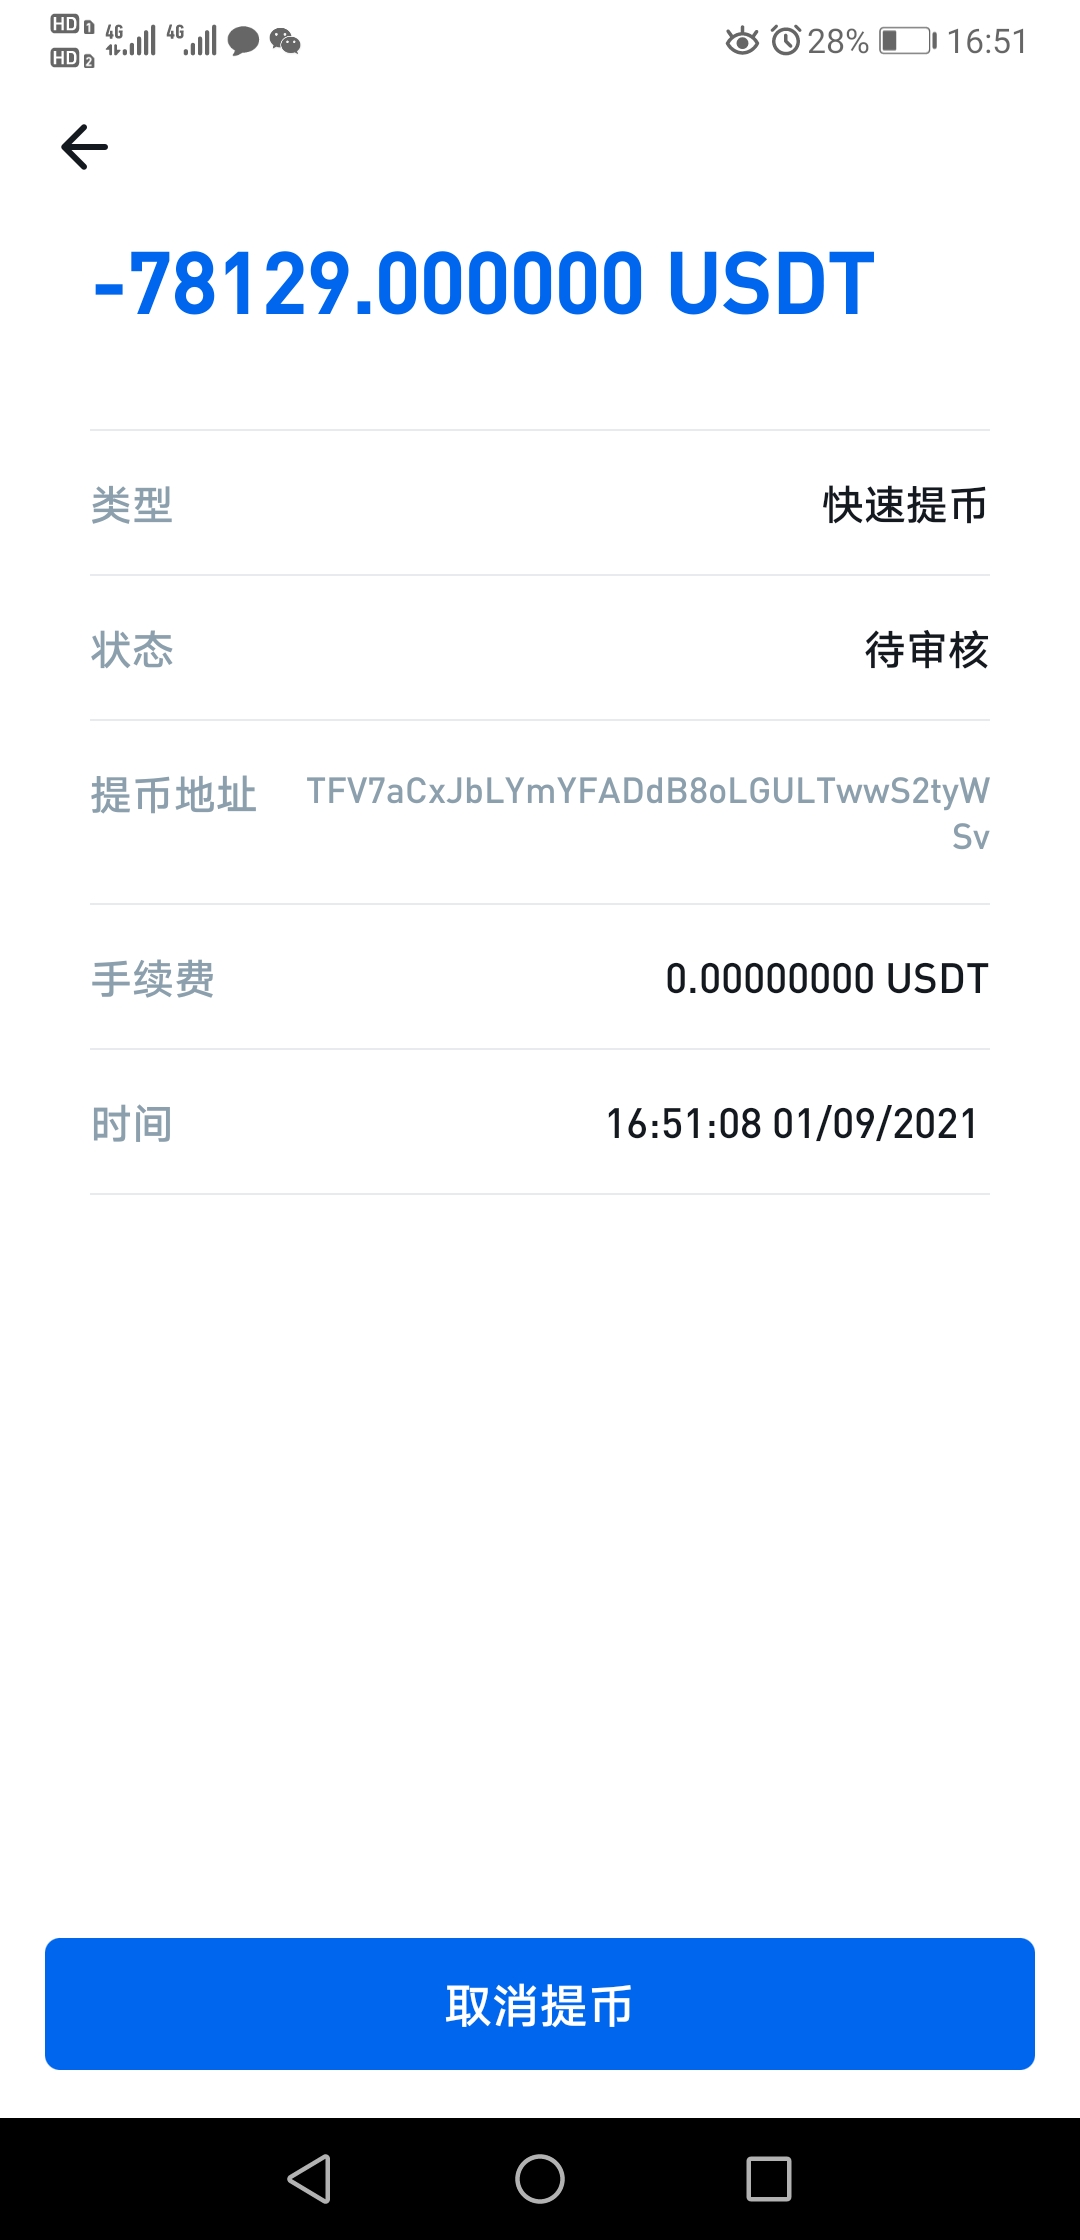 HD 1 4G 4G 28% 16:51
HD 2
-78129.000000 USDT
类型 快速提币
状态 待审核
提币地址 TFV7aCxJbLYmYFADdB8oLGULTwwS2tyW
Sv
手续费 0.00000000 USDT
时间 16:51:08 01/09/2021
取消提币